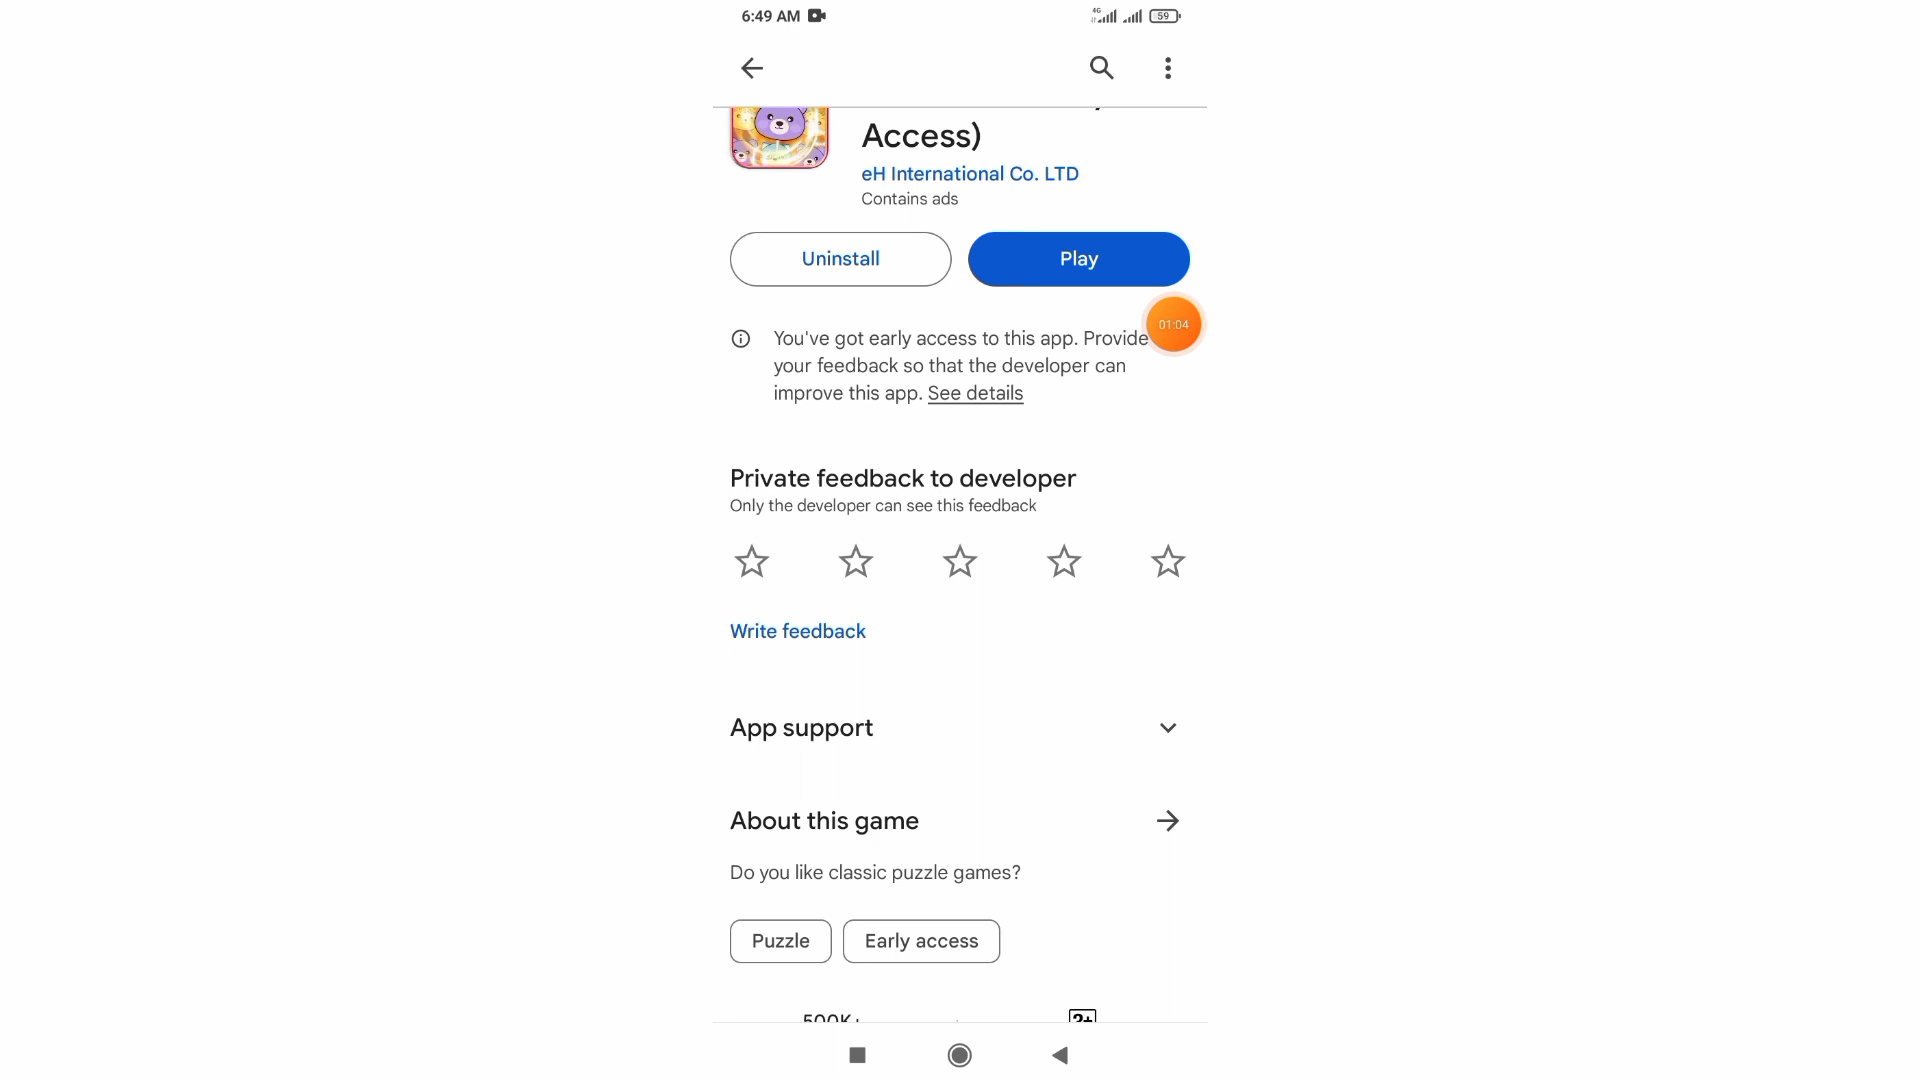 6:49 AM
4G
59
Access)
eH International Co. LTD
Contains ads
Uninstall
Play
01:04
You've got early access to this app. Provide
your feedback so that the developer can
improve this app. See details
Private feedback to developer
Only the developer can see this feedback
Write feedback
App support
About this game
Do you like classic puzzle games?
Puzzle
Early access
500K+